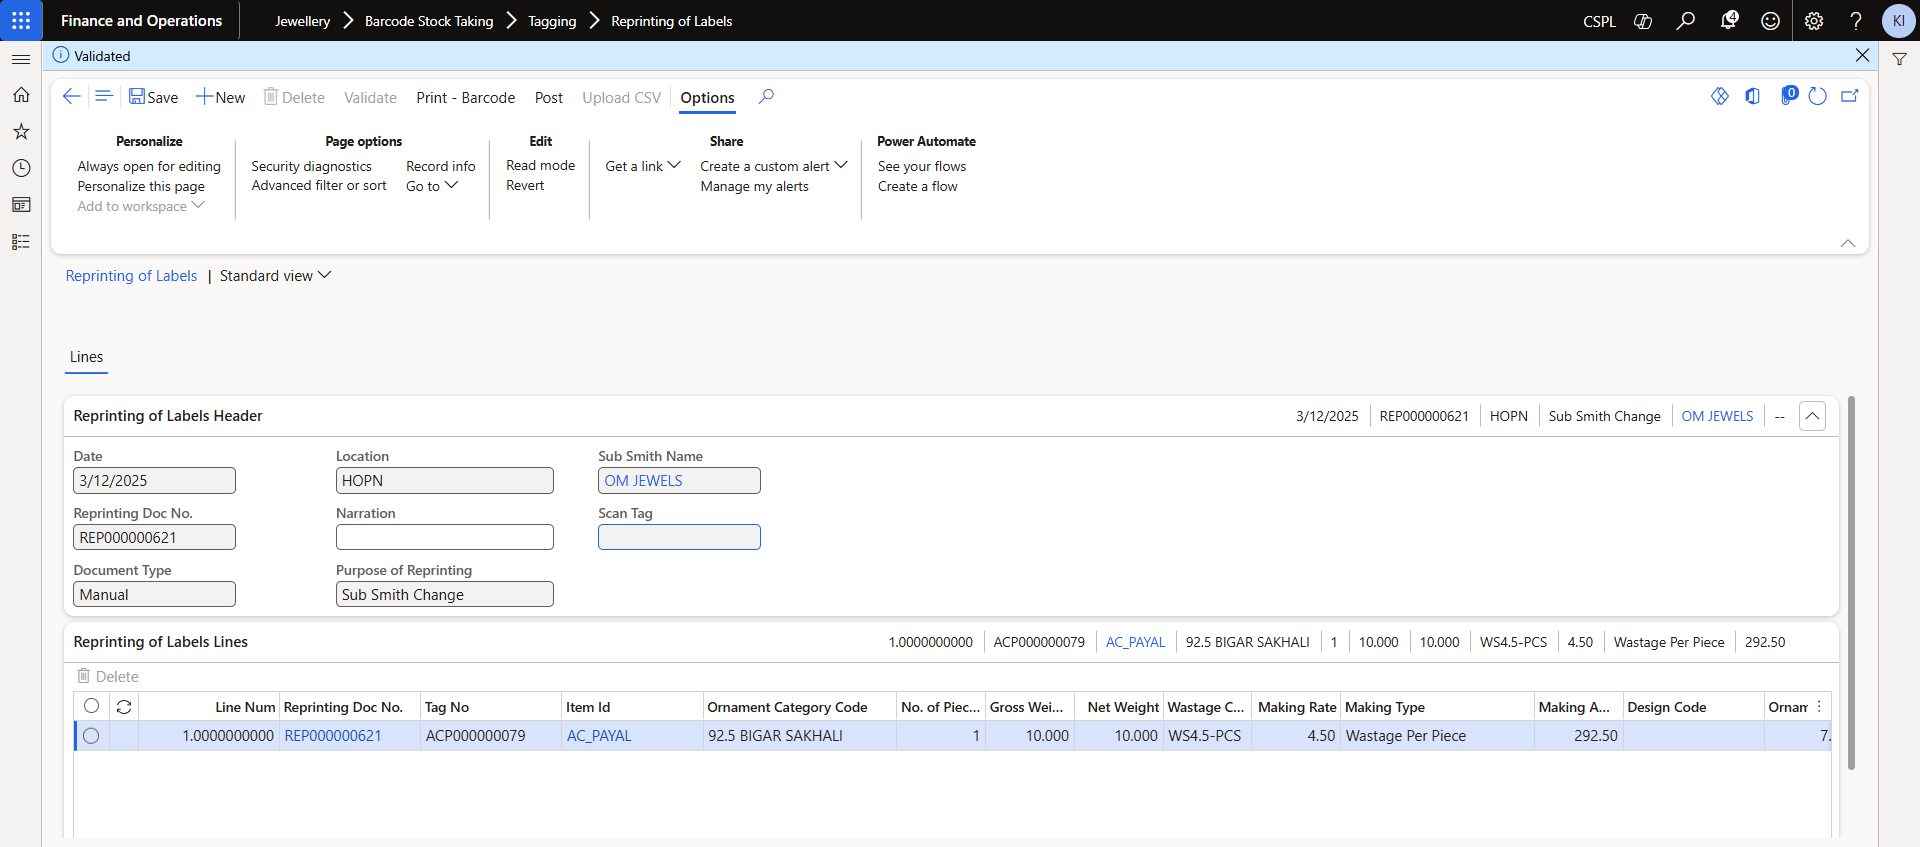 Finance and Operations
Jewellery > Barcode Stock Taking > Tagging > Reprinting of Labels
CSPL
4
KI
Validated
Save
New
Delete
Validate
Print - Barcode
Post
Upload CSV
Options
0
Personalize
Always open for editing
Personalize this page
Add to workspace
Page options
Security diagnostics
Advanced filter or sort
Record info
Go to
Edit
Read mode
Revert
Share
Get a link
Create a custom alert
Manage my alerts
Power Automate
See your flows
Create a flow
Reprinting of Labels | Standard view
Lines
Reprinting of Labels Header
3/12/2025 | REP000000621 | HOPN | Sub Smith Change | OM JEWELS | --
Date
3/12/2025
Reprinting Doc No.
REP000000621
Document Type
Manual
Location
HOPN
Narration
Purpose of Reprinting
Sub Smith Change
Sub Smith Name
OM JEWELS
Scan Tag
Reprinting of Labels Lines
1.0000000000 | ACP000000079 | AC_PAYAL | 92.5 BIGAR SAKHALI | 1 | 10.000 | 10.000 | WS4.5-PCS | 4.50 | Wastage Per Piece | 292.50
Delete
Line Num Reprinting Doc No. Tag No Item Id Ornament Category Code No. of Piec... Gross Wei... Net Weight Wastage C... Making Rate Making Type Making A... Design Code Ornam
1.0000000000 REP000000621 ACP000000079 AC_PAYAL 92.5 BIGAR SAKHALI 1 10.000 10.000 WS4.5-PCS 4.50 Wastage Per Piece 292.50 7.